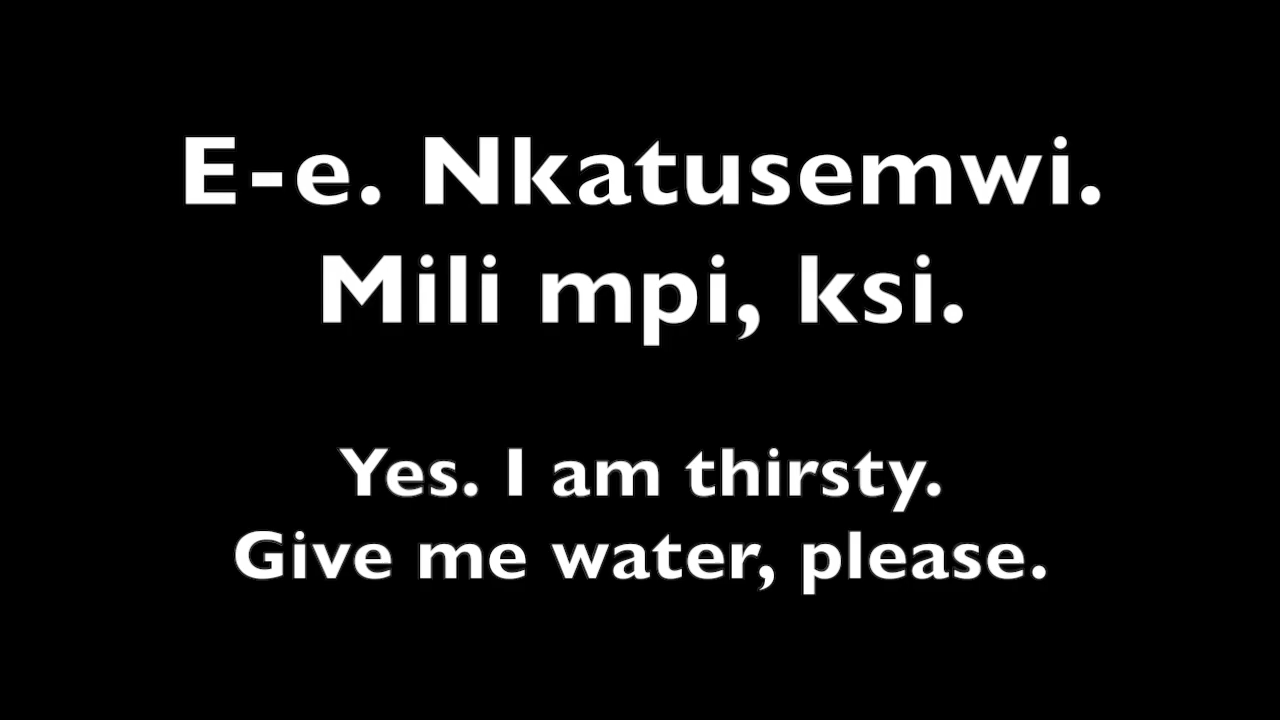 E-e. Nkatusemwi.
Mili mpi, ksi.
Yes. I am thirsty.
Give me water, please.